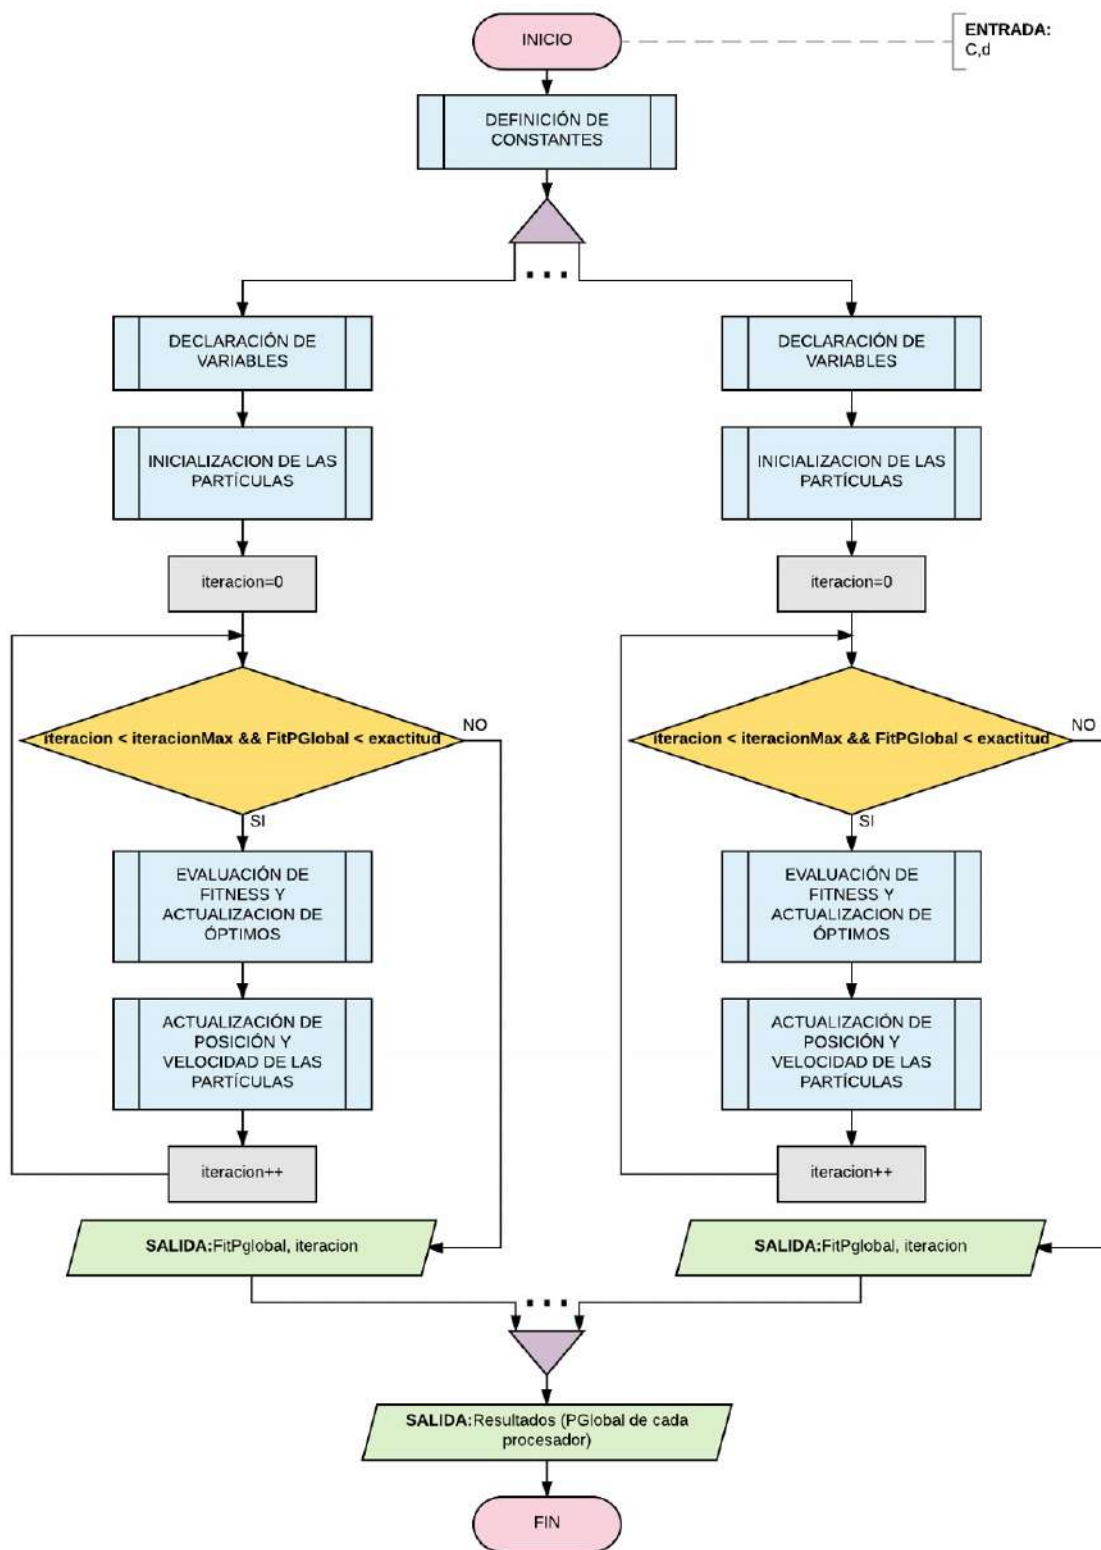 INICIO
ENTRADA:
C,d
DEFINICIÓN DE
CONSTANTES
...
DECLARACIÓN DE
VARIABLES
INICIALIZACION DE LAS
PARTÍCULAS
iteracion=0
iteracion < iteracionMax && FitPGlobal < exactitud
NO
SI
EVALUACIÓN DE
FITNESS Y
ACTUALIZACION DE
ÓPTIMOS
ACTUALIZACIÓN DE
POSICIÓN Y
VELOCIDAD DE LAS
PARTÍCULAS
iteracion++
SALIDA:FitPglobal, iteracion
DECLARACIÓN DE
VARIABLES
INICIALIZACION DE LAS
PARTÍCULAS
iteracion=0
iteracion < iteracionMax && FitPGlobal < exactitud
NO
SI
EVALUACIÓN DE
FITNESS Y
ACTUALIZACION DE
ÓPTIMOS
ACTUALIZACIÓN DE
POSICIÓN Y
VELOCIDAD DE LAS
PARTÍCULAS
iteracion++
SALIDA:FitPglobal, iteracion
...
SALIDA:Resultados (PGlobal de cada
procesador)
FIN